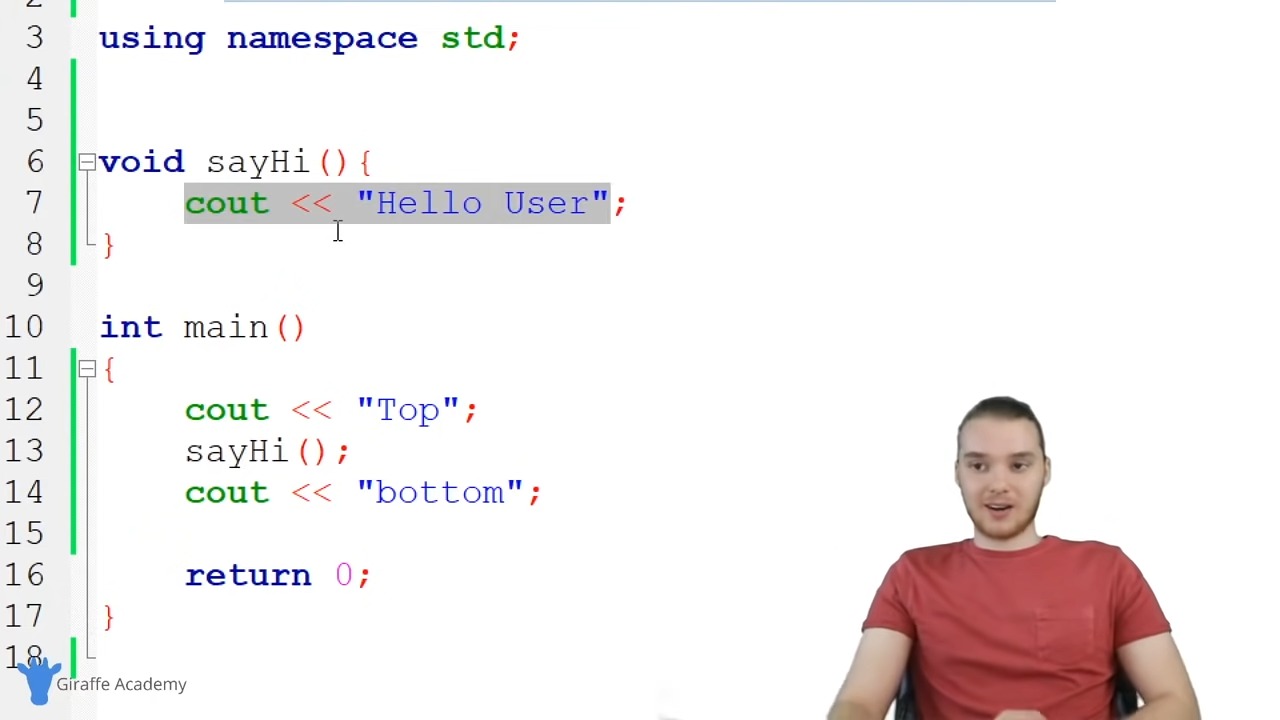 2
3 using namespace std;
4
5
6 void sayHi(){
7 cout << "Hello User";
8 }
9
10 int main()
11 {
12 cout << "Top";
13 sayHi();
14 cout << "bottom";
15
16 return 0;
17 }
18
Giraffe Academy